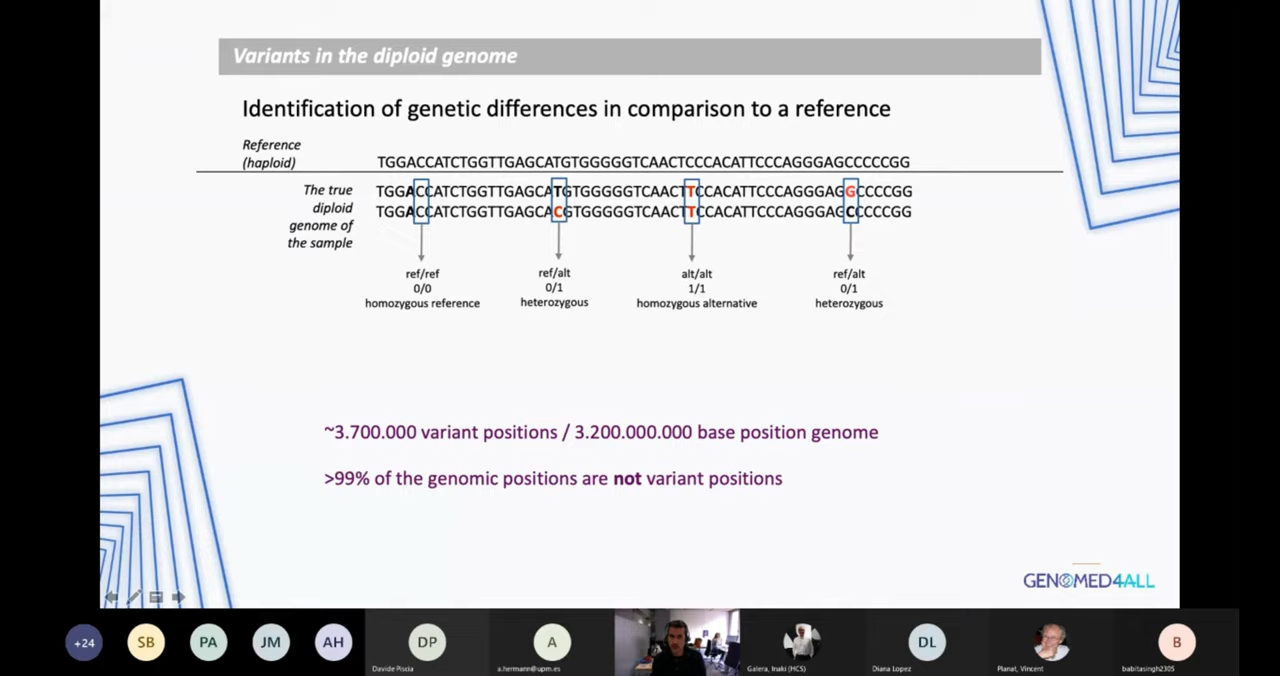 Variants in the diploid genome
Identification of genetic differences in comparison to a reference
Reference
(haploid)
TGGACCATCTGGTTGAGCATGTGGGGGTCAACTCCCACATTCCCAGGGAGCCCCCGG
The true
diploid
genome of
the sample
TGGACCATCTGGTTGAGCATGTGGGGGTCAACTTCCACATTCCCAGGGAGGCCCCGG
TGGACCATCTGGTTGAGCACGTGGGGGTCAACTTCCACATTCCCAGGGAGCCCCCGG
ref/ref
0/0
homozygous reference
ref/alt
0/1
heterozygous
alt/alt
1/1
homozygous alternative
ref/alt
0/1
heterozygous
~3.700.000 variant positions / 3.200.000.000 base position genome
>99% of the genomic positions are not variant positions
GENOMED4ALL
+24
SB
PA
JM
AH
DP
Davide Piscia
A
a.hermann@upm.es
Galera, Inaki (HCS)
DL
Diana Lopez
Planat, Vincent
B
babitasingh2305